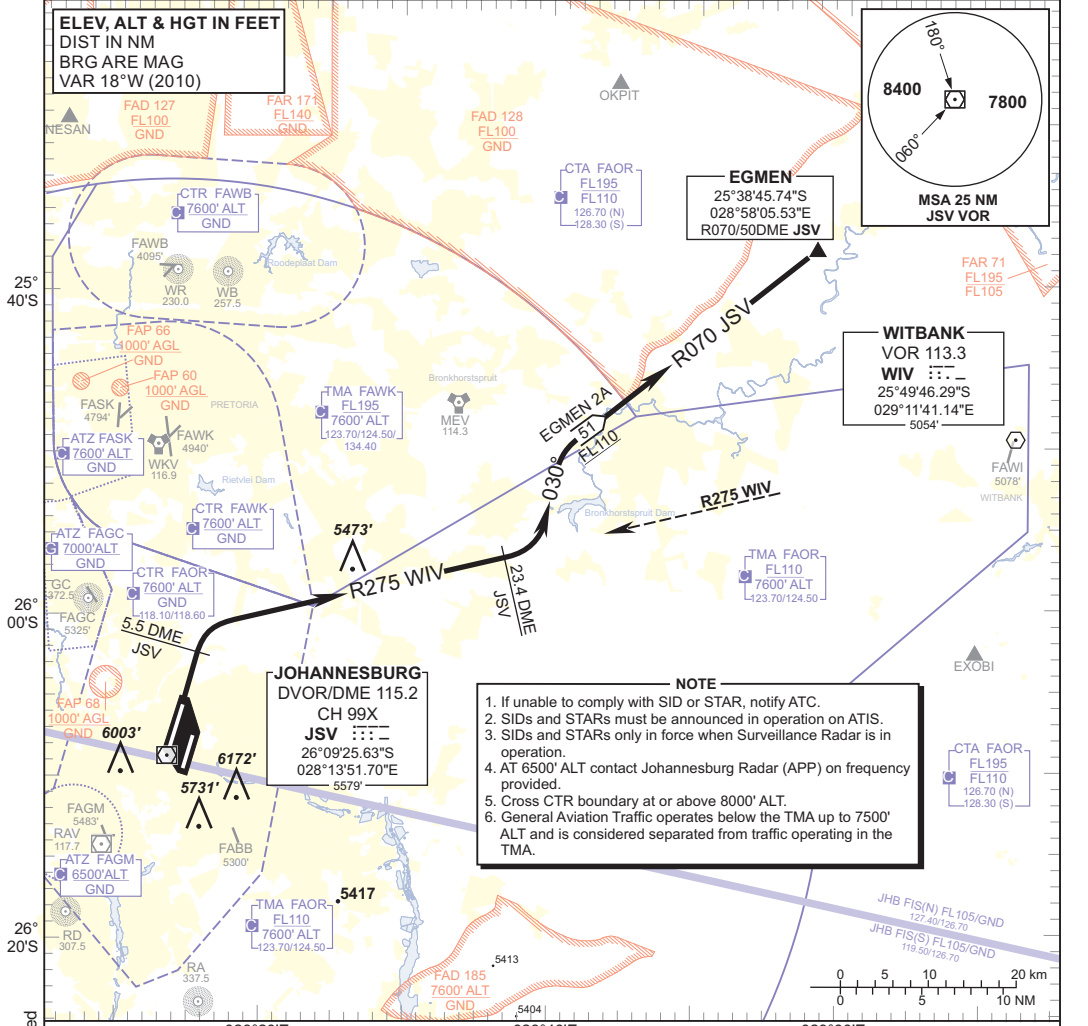 ELEV, ALT & HGT IN FEET
DIST IN NM
BRG ARE MAG
VAR 18°W (2010)
NESAN
FAD 127
FL100
GND
FAR 171
FL140
GND
FAD 128
FL100
GND
OKPIT
180°
8400
7800
060°
MSA 25 NM
JSV VOR
CTR FAWB
C
7600' ALT
GND
CTA FAOR
C
FL195
FL110
126.70 (N)
128.30 (S)
EGMEN
25°38'45.74"S
028°58'05.53"E
R070/50DME JSV
FAWB
4095'
WR
230.0
WB
257.5
Roodeplaat Dam
FAR 71
FL195
FL105
25°
40'S
R070 JSV
WITBANK
VOR 113.3
WIV
25°49'46.29"S
029°11'41.14"E
5054'
FAP 66
1000' AGL
GND
FAP 60
1000' AGL
GND
FASK
4794'
PRETORIA
TMA FAWK
C
FL195
7600' ALT
123.70/124.50/
134.40
Bronkhorstspruit
MEV
114.3
EGMEN 2A
51
FL110
ATZ FASK
C
7600' ALT
GND
FAWK
4940'
WKV
116.9
FAWI
5078'
WITBANK
Rietvlei Dam
030°
R275 WIV
Bronkhorstspruit Dam
CTR FAWK
C
7600' ALT
GND
5473'
ATZ FAGC
C
7000'ALT
GND
CTR FAOR
C
7600' ALT
GND
118.10/118.60
TMA FAOR
C
FL110
7600' ALT
123.70/124.50
R275 WIV
23.4 DME
JSV
GC
372.5
FAGC
5325'
26°
00'S
5.5 DME
JSV
EXOBI
JOHANNESBURG
DVOR/DME 115.2
CH 99X
JSV
26°09'25.63"S
028°13'51.70"E
5579'
FAP 68
1000' AGL
GND
6003'
6172'
5731'
NOTE
1. If unable to comply with SID or STAR, notify ATC.
2. SIDs and STARs must be announced in operation on ATIS.
3. SIDs and STARs only in force when Surveillance Radar is in
operation.
4. AT 6500' ALT contact Johannesburg Radar (APP) on frequency
provided.
5. Cross CTR boundary at or above 8000' ALT.
6. General Aviation Traffic operates below the TMA up to 7500'
ALT and is considered separated from traffic operating in the
TMA.
CTA FAOR
C
FL195
FL110
126.70 (N)
128.30 (S)
FAGM
5483'
RAV
117.7
FABB
5300'
ATZ FAGM
C
6500'ALT
GND
5417
TMA FAOR
C
FL110
7600' ALT
123.70/124.50
RD
307.5
26°
20'S
RA
337.5
JHB FIS(N) FL105/GND
127.40/126.70
JHB FIS(S) FL105/GND
119.50/126.70
5413
FAD 185
7600' ALT
GND
5404
0 5 10 20 km
0 5 10 NM